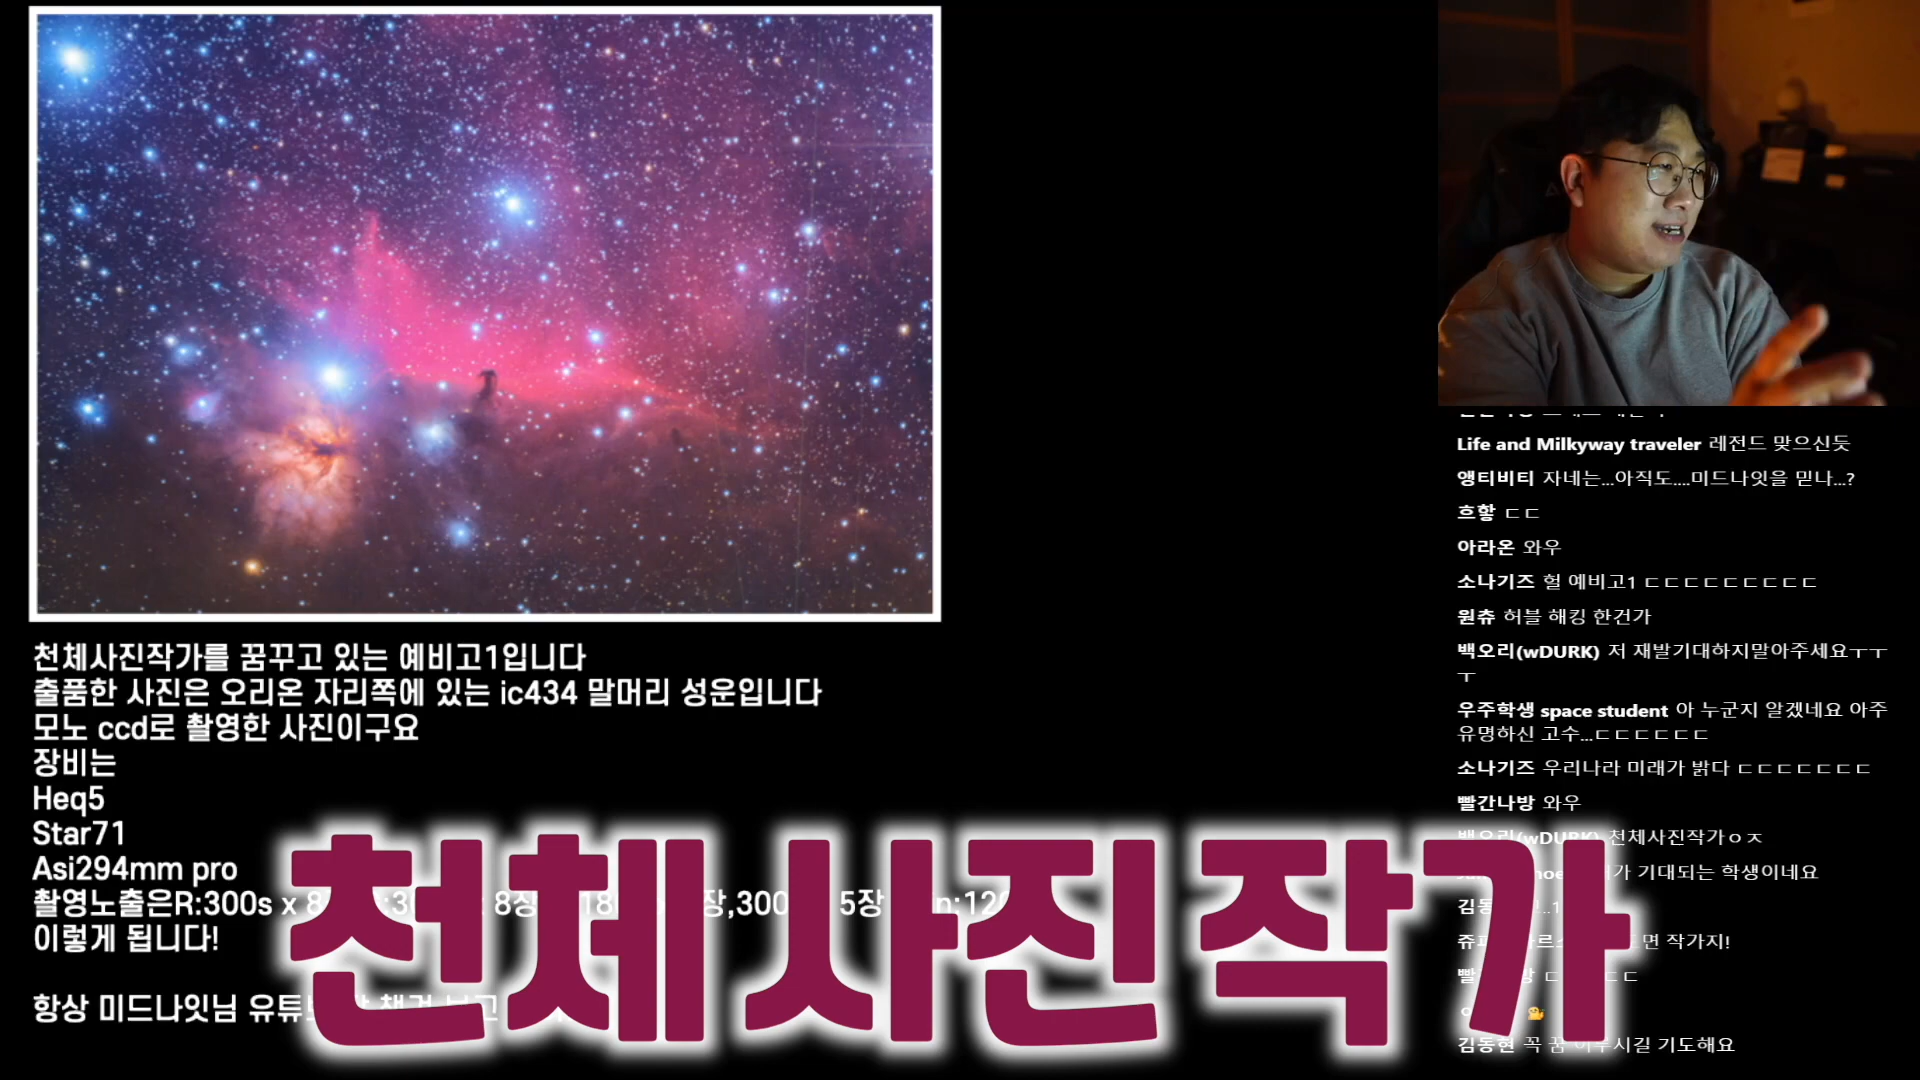 천체사진작가를 꿈꾸고 있는 예비고1입니다
출품한 사진은 오리온 자리쪽에 있는 ic434 말머리 성운입니다
모노 ccd로 촬영한 사진이구요
장비는
Heq5
Star71
Asi294mm pro
촬영노출은R:300s x
이렇게 됩니다!
항상 미드나잇님
천체사진작가
Life and Milkyway traveler 레전드 맞으신듯
앵티비티 자네는...아직도....미드나잇을 믿나...?
흐핳 ㄷㄷ
아라온 와우
소나기즈 헐 예비고1 ㄷㄷㄷㄷㄷㄷㄷㄷㄷ
원츄 허블 해킹 한건가
백오리(wDURK) 저 재발기대하지말아주세요ㅜㅜ
ㅜ
우주학생 space student 아 누군지 알겠네요 아주
유명하신 고수...ㄷㄷㄷㄷㄷㄷ
소나기즈 우리나라 미래가 밝다 ㄷㄷㄷㄷㄷㄷㄷ
빨간나방 와우
백오리(wDURK) 천체사진작가ㅇㅈ
기대되는 학생이네요
작가지!
김동현 꼭 꿈 기도해요